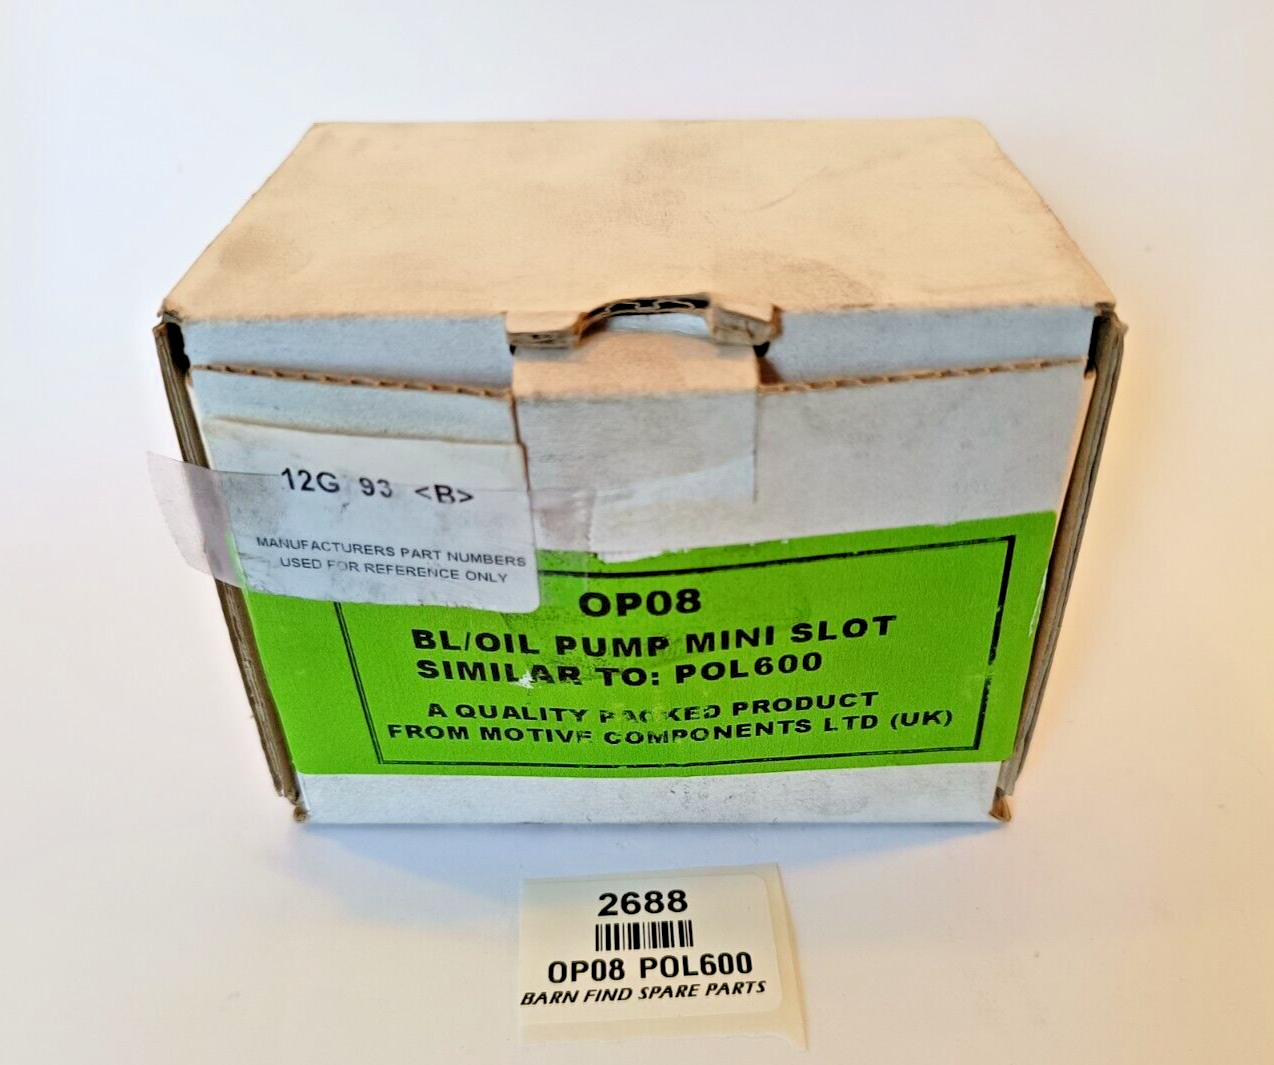 12G 93 <B>
MANUFACTURERS PART NUMBERS
USED FOR REFERENCE ONLY
OP08
BL/OIL PUMP MINI SLOT
SIMILAR TO: POL600
A QUALITY PACKED PRODUCT
FROM MOTIVE COMPONENTS LTD (UK)
2688
OP08 POL600
BARN FIND SPARE PARTS